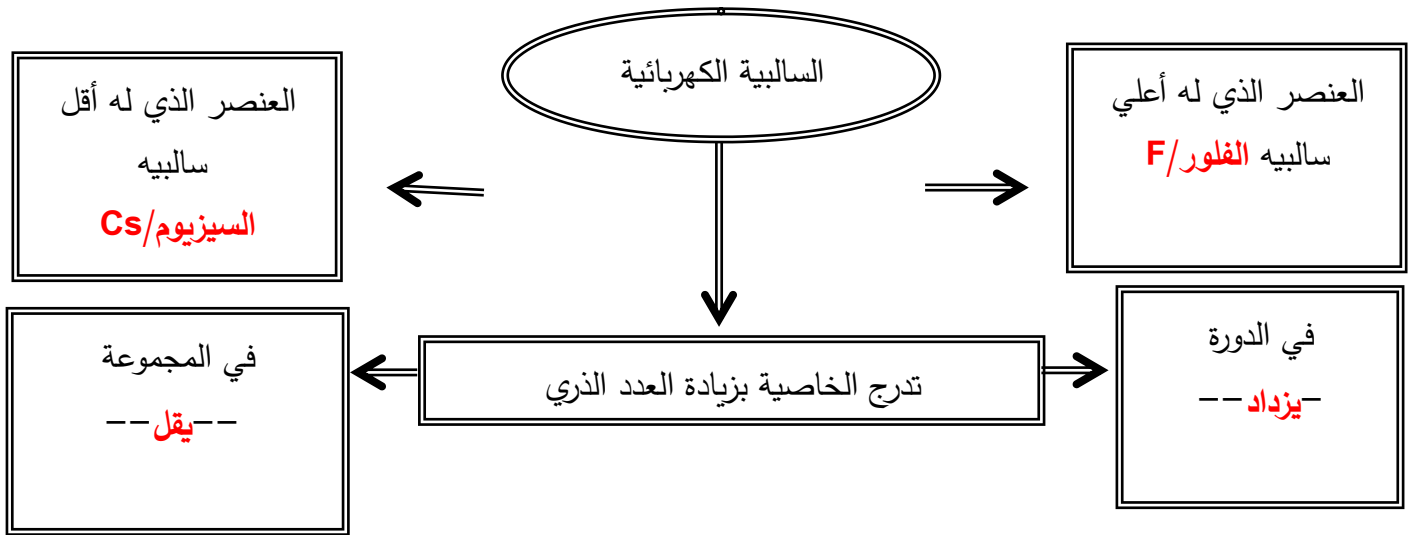 السالبية الكهربائية
العنصر الذي له أعلي
سالبيه الفلور/F
العنصر الذي له أقل
سالبيه
السيزيوم/Cs
تدرج الخاصية بزيادة العدد الذري
في الدورة
–يزداد––
في المجموعة
––يقل––